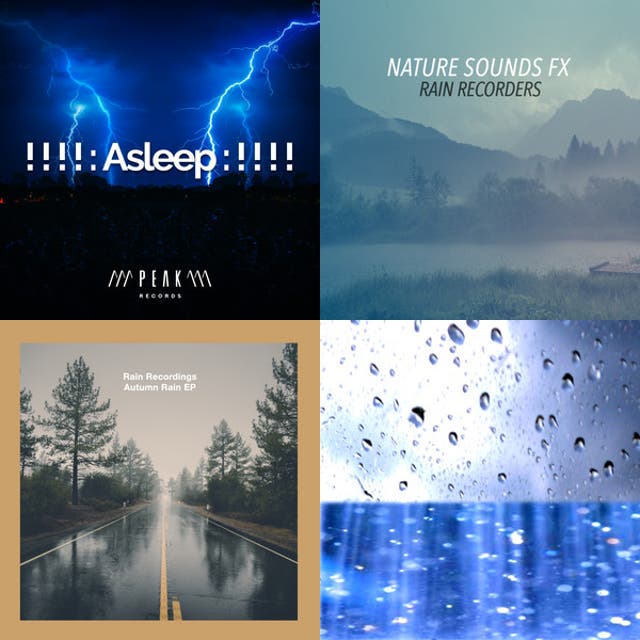 !!!!:Asleep:!!!!
PEAK
RECORDS
NATURE SOUNDS FX
RAIN RECORDERS
Rain Recordings
Autumn Rain EP